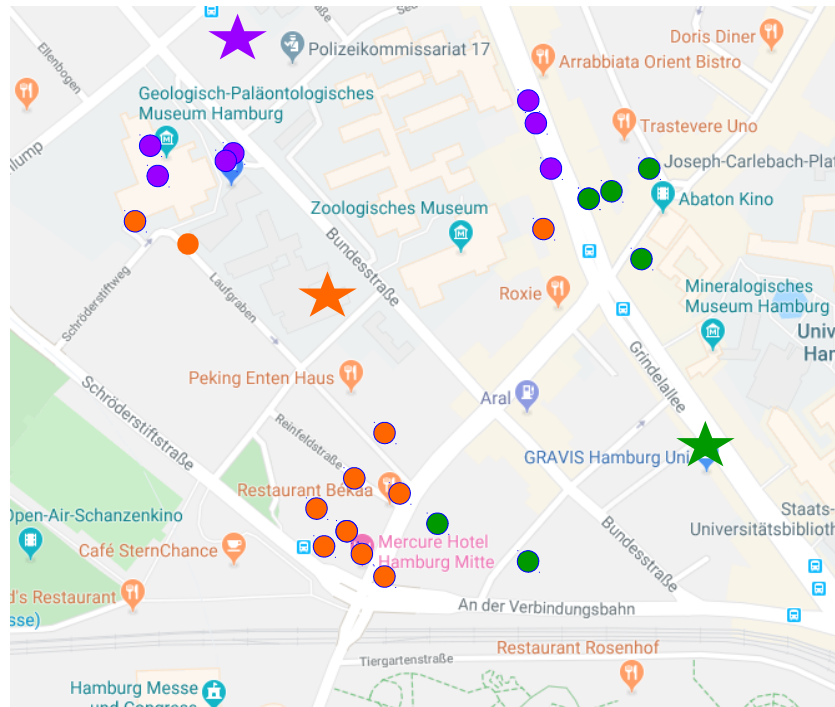 Polizeikommissariat 17
Doris Diner
Arrabbiata Orient Bistro
Ellenbogen
Geologisch-Paläontologisches
Museum Hamburg
Trastevere Uno
Joseph-Carlebach-Plat
Abaton Kino
Zoologisches Museum
Bundesstraße
Schröderstiftweg
Laufgraben
Roxie
Mineralogisches
Museum Hamburg
Univ
Har
Grindelallee
Peking Enten Haus
Schröderstiftstraße
Aral
Reinfeldstraße
GRAVIS Hamburg Uni
Restaurant Bekaa
Staats-
Universitätsbiblioth
Open-Air-Schanzenkino
Café SternChance
Mercure Hotel
Hamburg Mitte
Bundesstraße
d's Restaurant
sse)
An der Verbindungsbahn
Tiergartenstraße
Restaurant Rosenhof
Hamburg Messe
und Congress